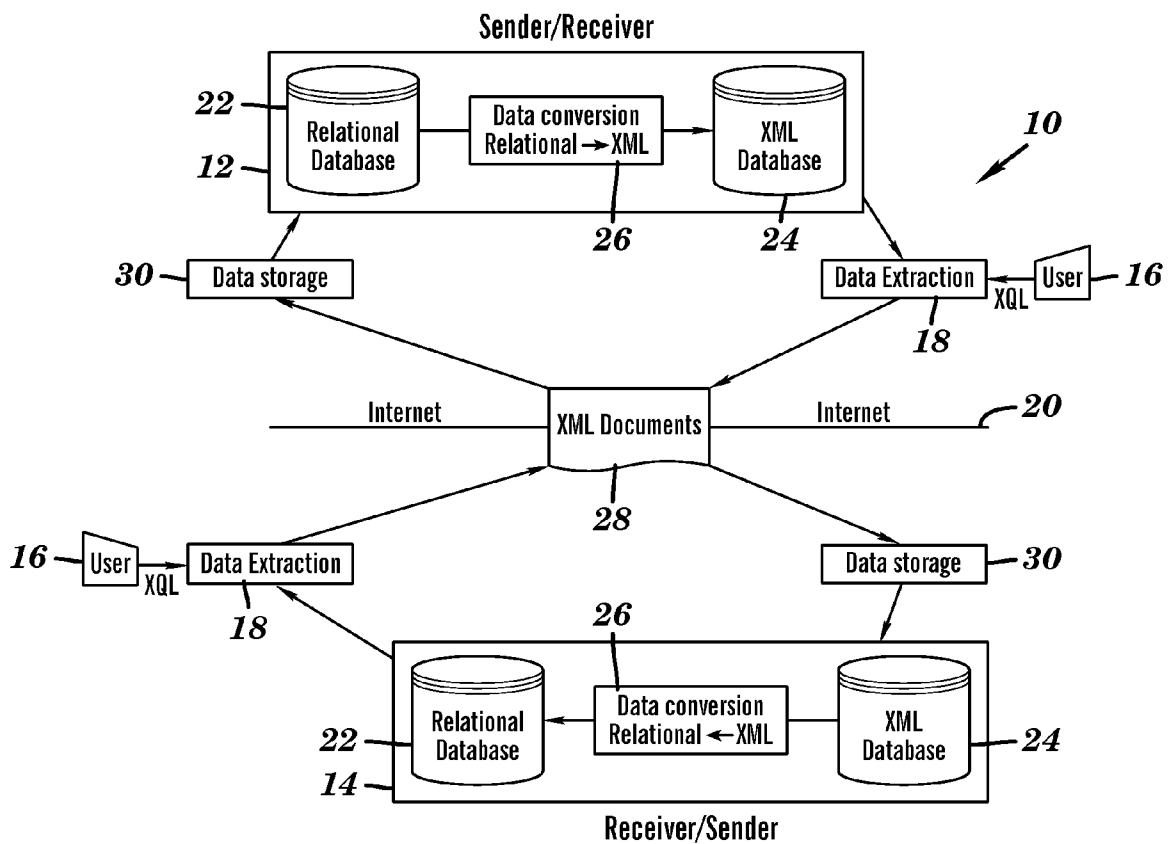 Sender/Receiver
22
Relational
Database
Data conversion
Relational → XML
XML
Database
10
12
26
24
30
Data storage
Data Extraction
XQL
User
16
18
Internet
XML Documents
Internet
20
28
16
User
XQL
Data Extraction
18
Data storage
30
26
22
Relational
Database
Data conversion
Relational ← XML
XML
Database
24
14
Receiver/Sender